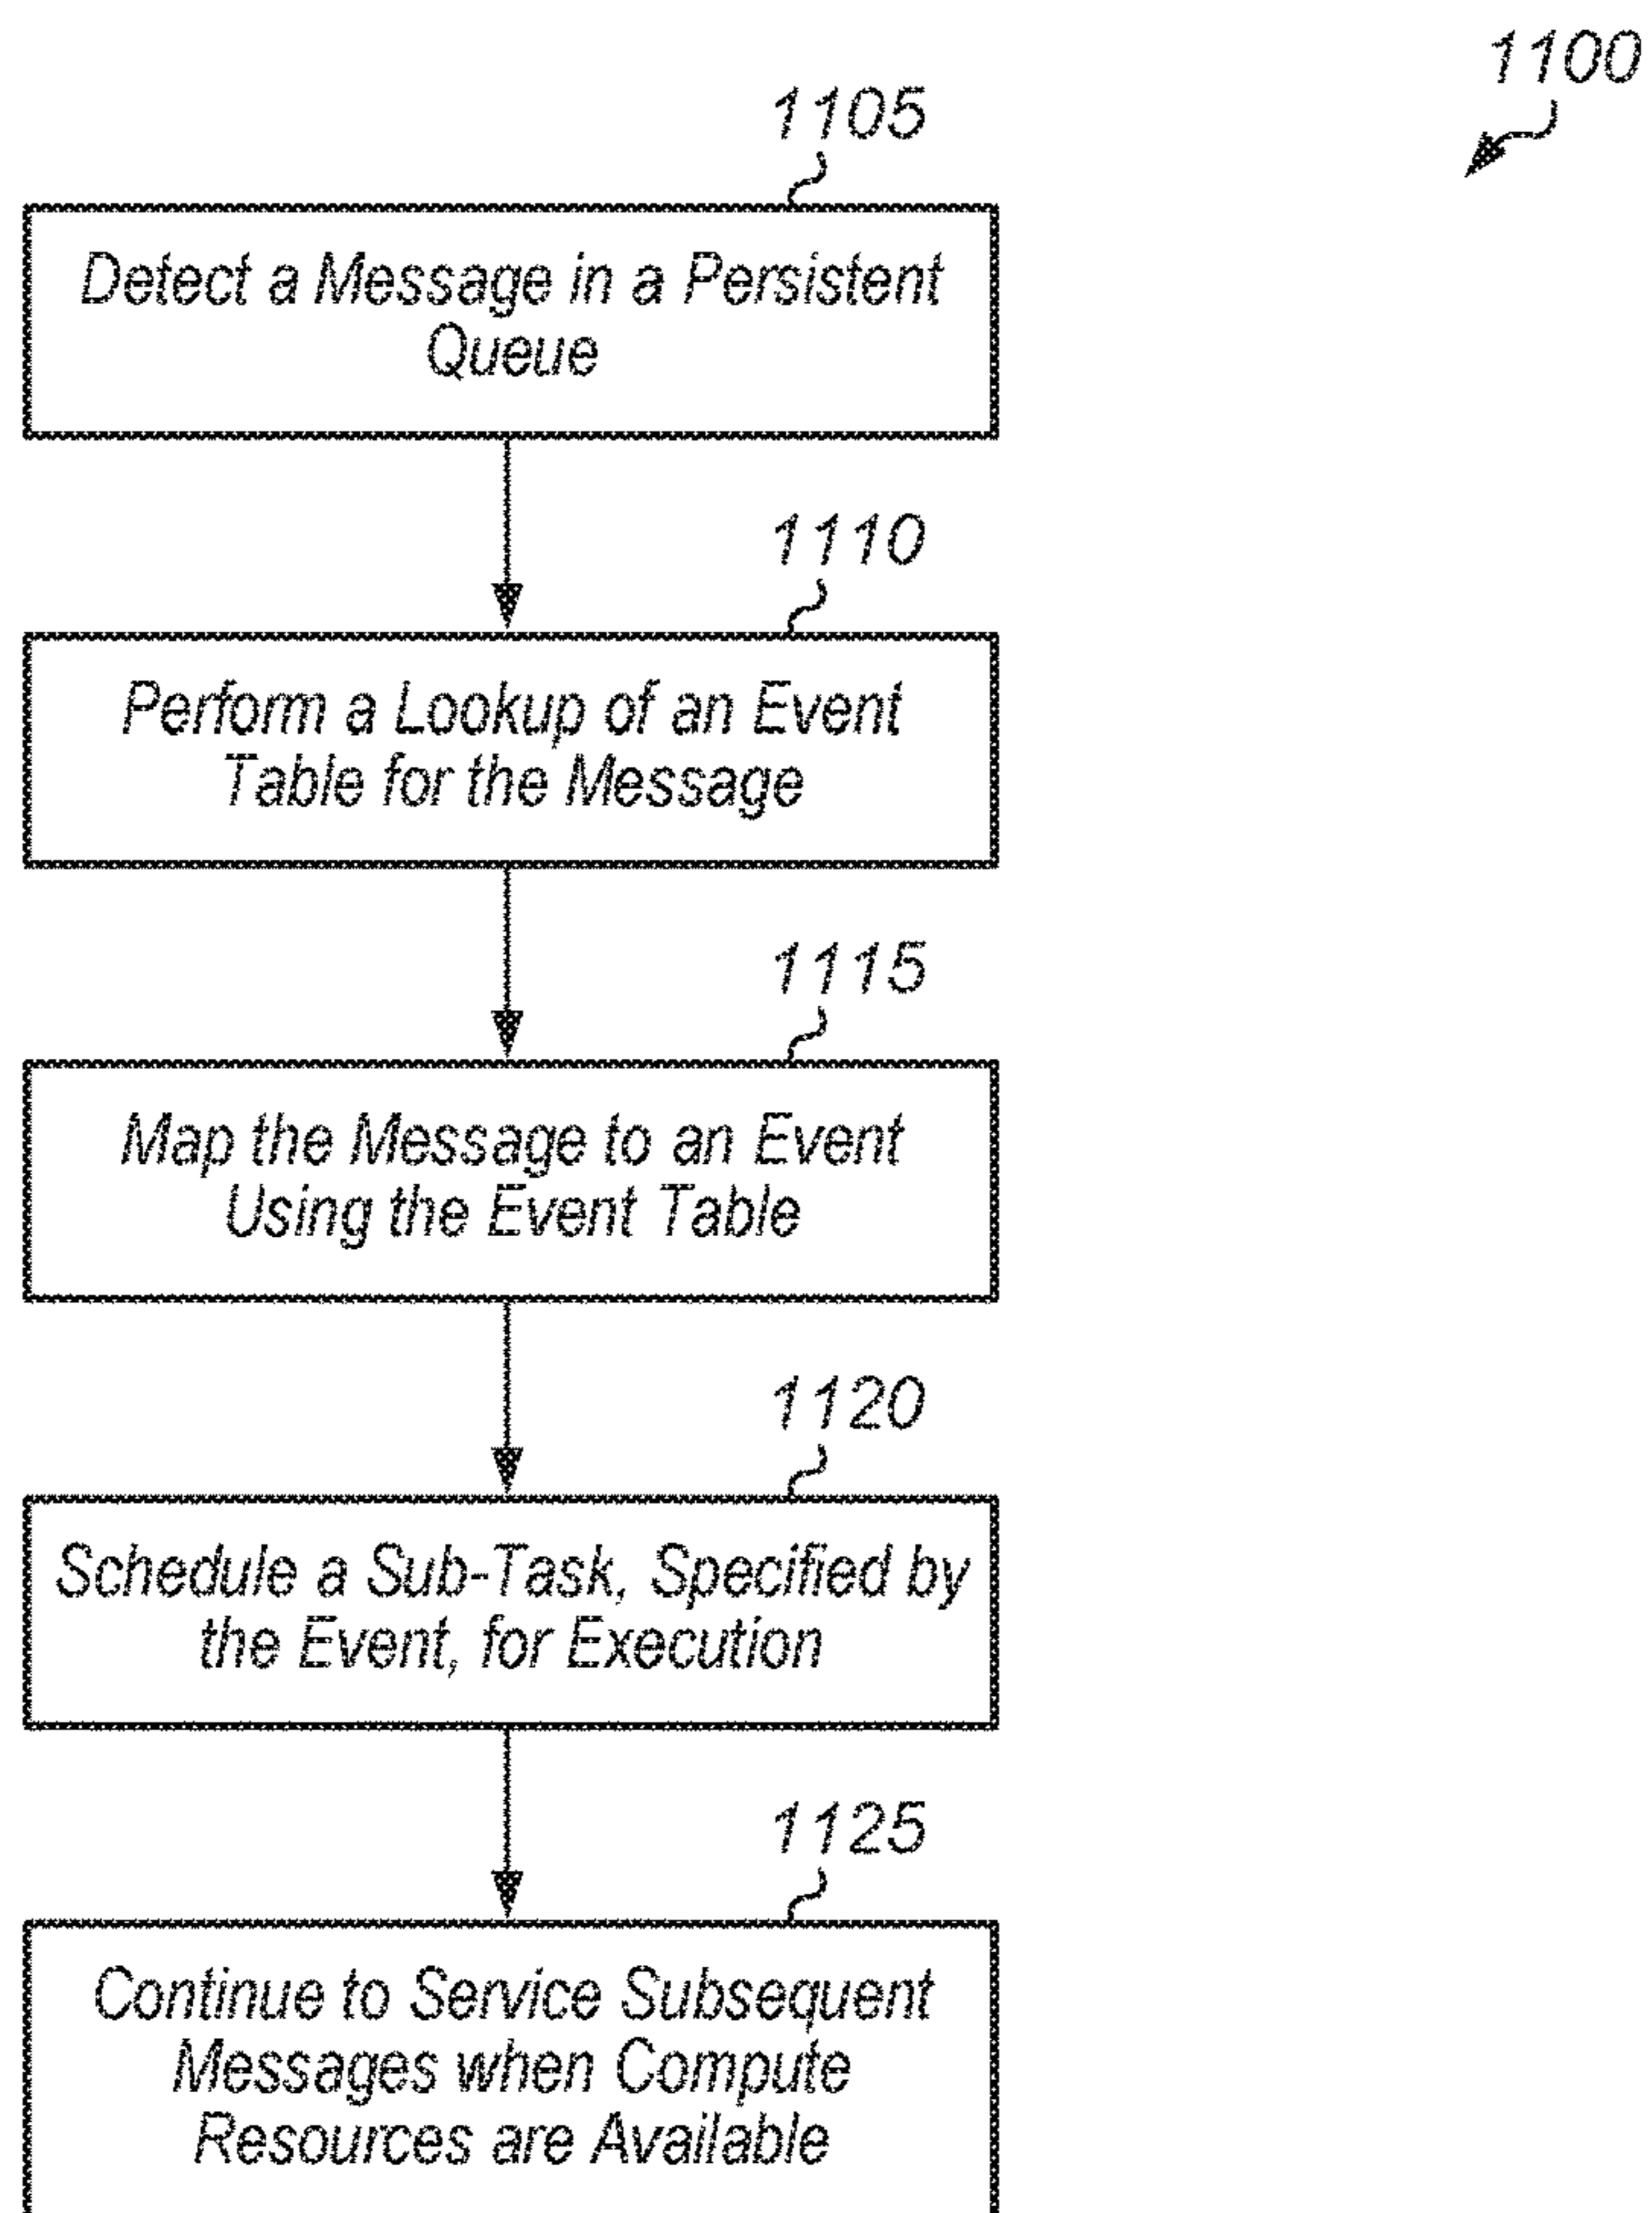 1100
1105
Detect a Message in a Persistent
Queue
1110
Perform a Lookup of an Event
Table for the Message
1115
Map the Message to an Event
Using the Event Table
1120
Schedule a Sub-Task, Specified by
the Event, for Execution
1125
Continue to Service Subsequent
Messages when Compute
Resources are Available